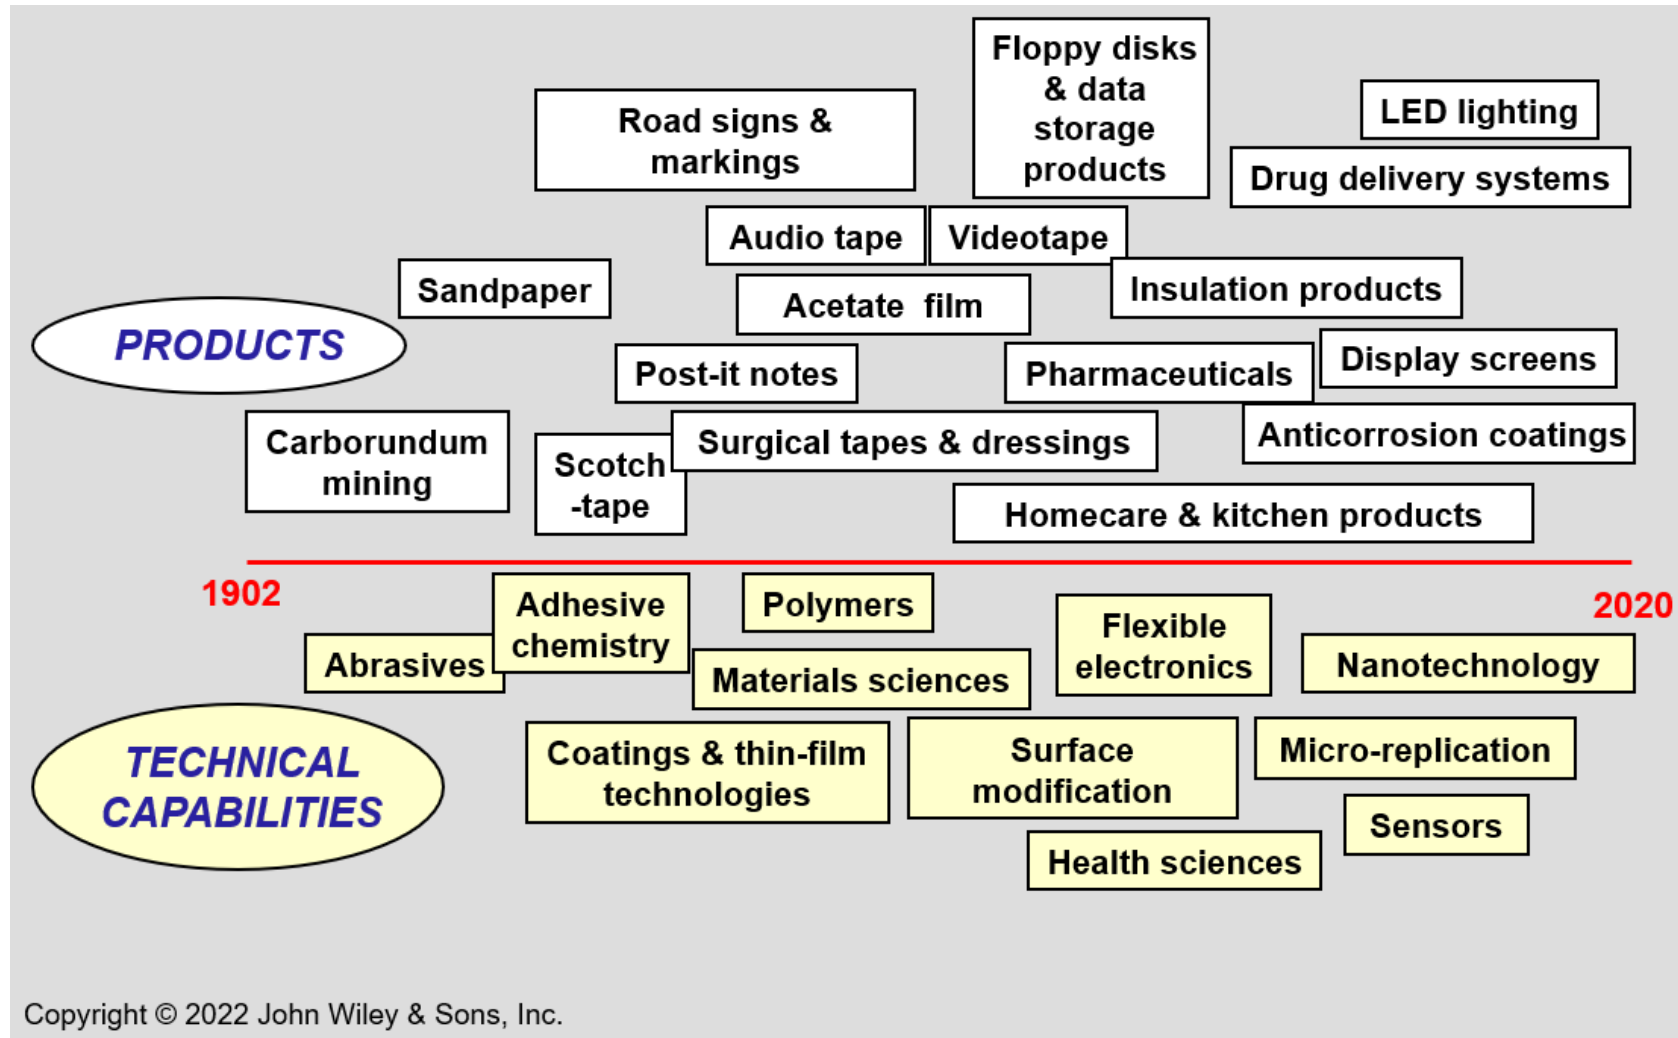 Floppy disks
& data
storage
products
Road signs &
markings
LED lighting
Drug delivery systems
Audio tape
Videotape
Sandpaper
Acetate film
Insulation products
PRODUCTS
Post-it notes
Pharmaceuticals
Display screens
Carborundum
mining
Scotch
-tape
Surgical tapes & dressings
Anticorrosion coatings
Homecare & kitchen products
1902
2020
Adhesive
chemistry
Polymers
Flexible
electronics
Abrasives
Materials sciences
Nanotechnology
TECHNICAL
CAPABILITIES
Coatings & thin-film
technologies
Surface
modification
Micro-replication
Sensors
Health sciences
Copyright © 2022 John Wiley & Sons, Inc.